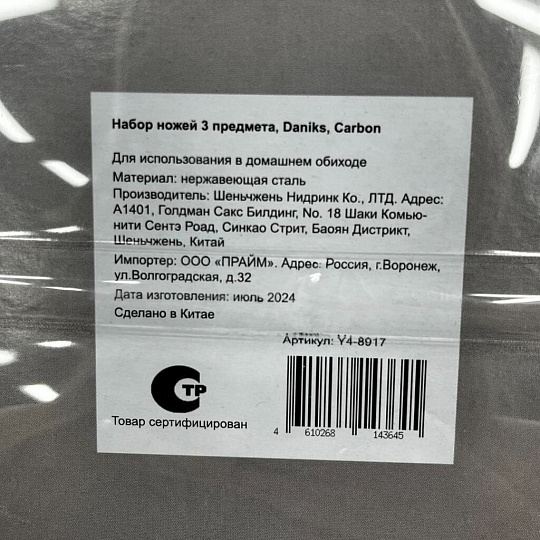 Набор ножей 3 предмета, Daniks, Carbon
Для использования в домашнем обиходе
Материал: нержавеющая сталь
Производитель: Шеньчжень Нидринк Ко., ЛТД. Адрес:
А1401, Голдман Сакс Билдинг, No. 18 Шаки Комью-
нити Сентэ Роад, Синкао Стрит, Баоян Дистрикт,
Шеньчжень, Китай
Импортер: ООО «ПРАЙМ». Адрес: Россия, г.Воронеж,
ул.Волгоградская, д.32
Дата изготовления: июль 2024
Сделано в Китае
Артикул: Y4-8917
СТР
Товар сертифицирован
4 610268 143645